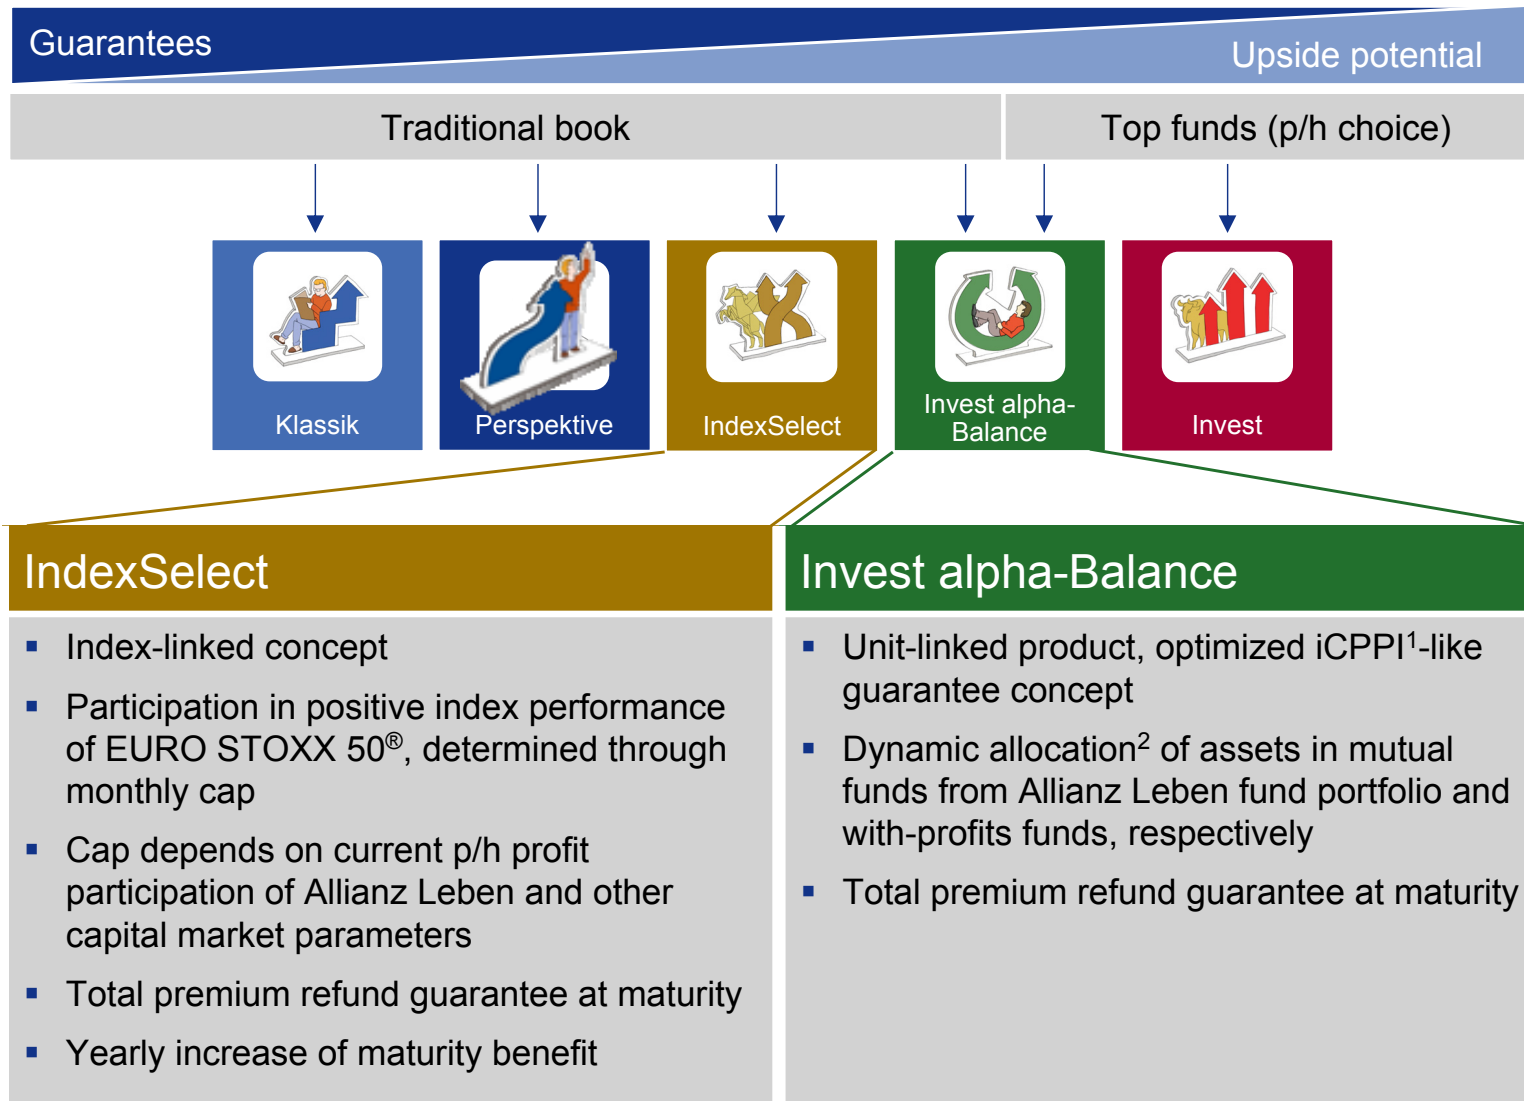 Guarantees
Upside potential
Traditional book
Top funds (p/h choice)
Klassik
Perspektive
IndexSelect
Invest alpha-
Balance
Invest
IndexSelect
▪ Index-linked concept
▪ Participation in positive index performance
of EURO STOXX 50®, determined through
monthly cap
▪ Cap depends on current p/h profit
participation of Allianz Leben and other
capital market parameters
▪ Total premium refund guarantee at maturity
▪ Yearly increase of maturity benefit
Invest alpha-Balance
▪ Unit-linked product, optimized iCPPI¹-like
guarantee concept
▪ Dynamic allocation² of assets in mutual
funds from Allianz Leben fund portfolio and
with-profits funds, respectively
▪ Total premium refund guarantee at maturity